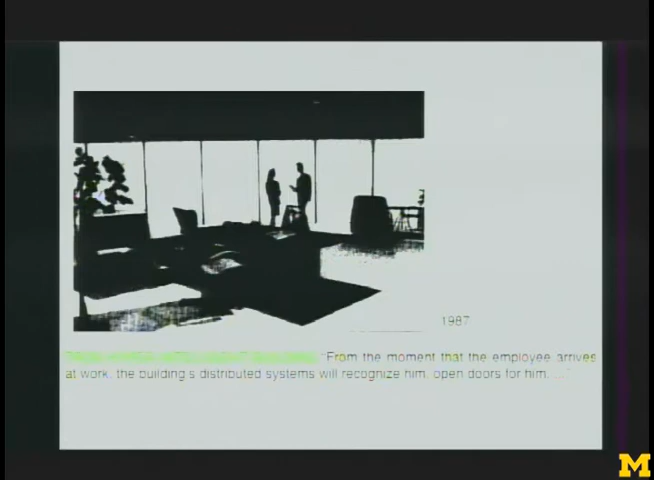 1987
"From the moment that the employee arrives
at work, the building's distributed systems will recognize him, open doors for him, ..."
M